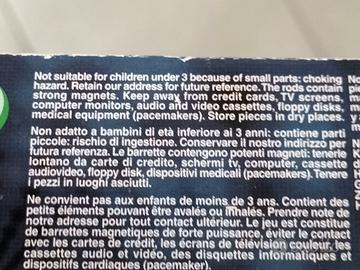 Not suitable for children under 3 because of small parts: choking
hazard. Retain our address for future reference. The rods contain
strong magnets. Keep away from credit cards, TV screens,
computer monitors, audio and video cassettes, floppy disks,
medical equipment (pacemakers). Store pieces in dry places.
Non adatto a bambini di età inferiore ai 3 anni: contiene parti
piccole: rischio di ingestione. Conservare il nostro indirizzo per
futura referenza. Le barrette contengono potenti magneti: tenerle
lontano da carte di credito, schermi tv, computer, cassette
audiovideo, floppy disk, dispositivi medicali (pacemakers). Tenere
i pezzi in luoghi asciutti.
Ne convient pas aux enfants de moins de 3 ans. Contient des
petits éléments pouvant être avalés ou inhalés. Prendre note de
notre adresse pour tout contact ultérieur. Le jeu est constitué
de barrettes magnetiques de forte puissance, éviter le contact
avec les cartes de crédit, les écrans de télévision couleur, les
cassettes audio et vidéo, des disquettes informatiques et
dispositifs cardiaques (pacemaker).